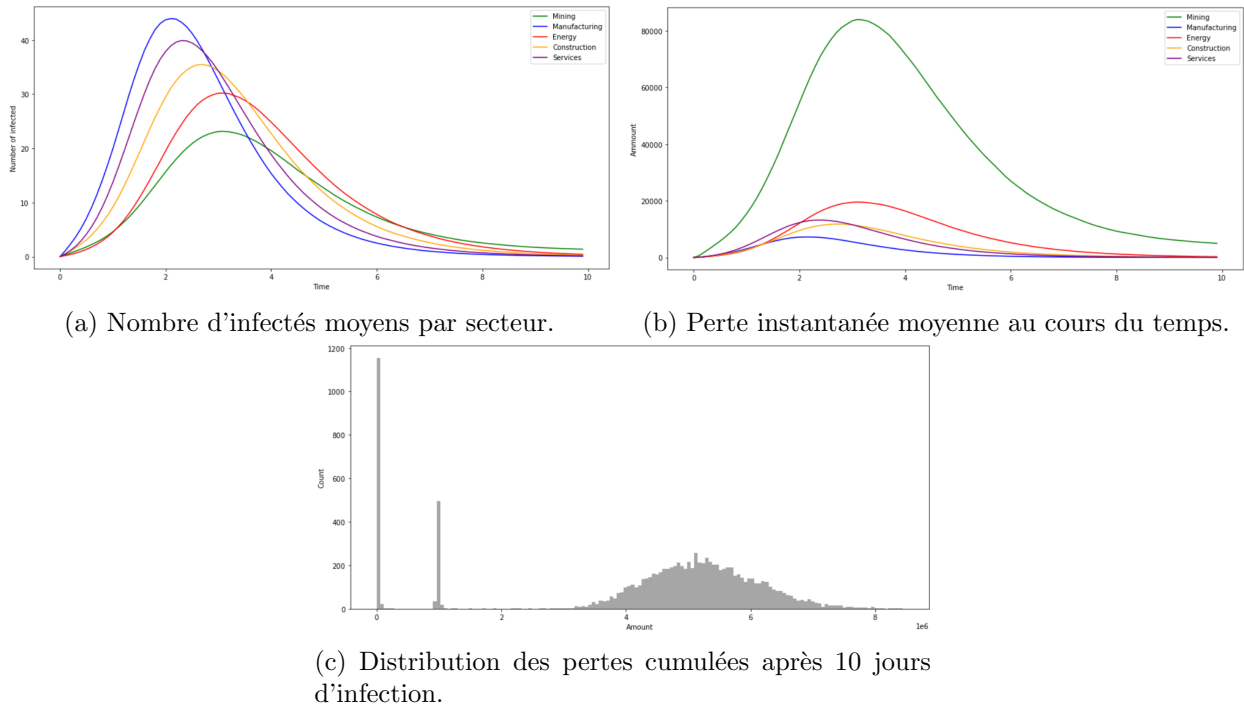 Mining
Manufacturing
Energy
Construction
Services
40
30
20
10
0
Number of infected
0 2 4 6 8 10
Time
(a) Nombre d'infectés moyens par secteur.
Mining
Manufacturing
Energy
Construction
Services
80000
60000
40000
20000
0
Ammount
0 2 4 6 8 10
Time
(b) Perte instantanée moyenne au cours du temps.
1200
1000
800
600
400
200
0
Count
0 2 4 6 8
1e6
Amount
(c) Distribution des pertes cumulées après 10 jours
d'infection.